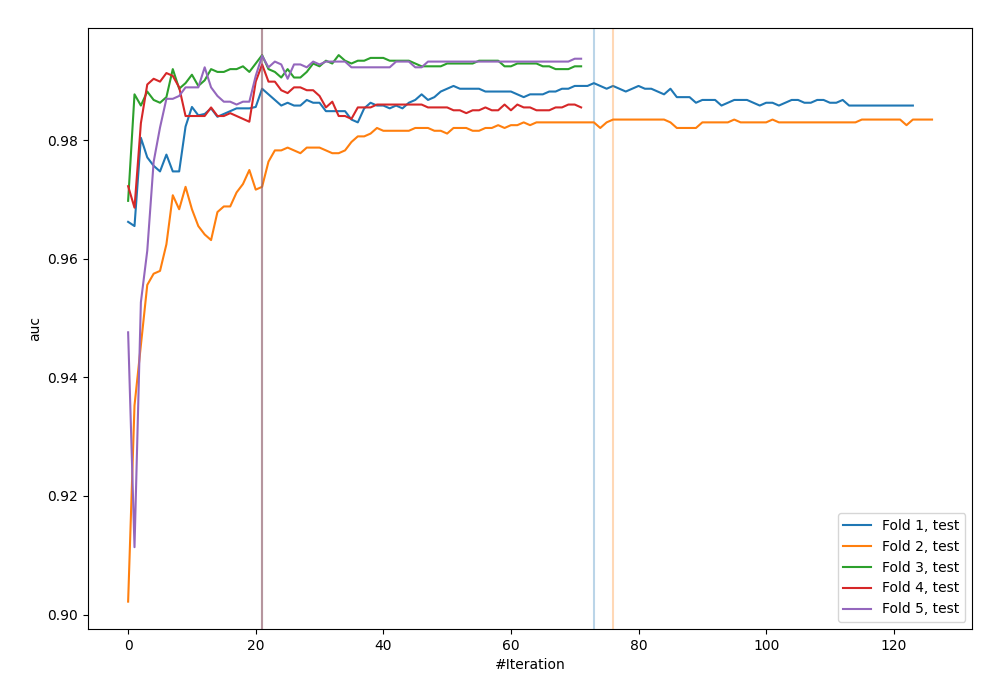 auc
0.98
0.96
0.94
0.92
0.90
0
20
40
60
80
100
120
#Iteration
Fold 1, test
Fold 2, test
Fold 3, test
Fold 4, test
Fold 5, test